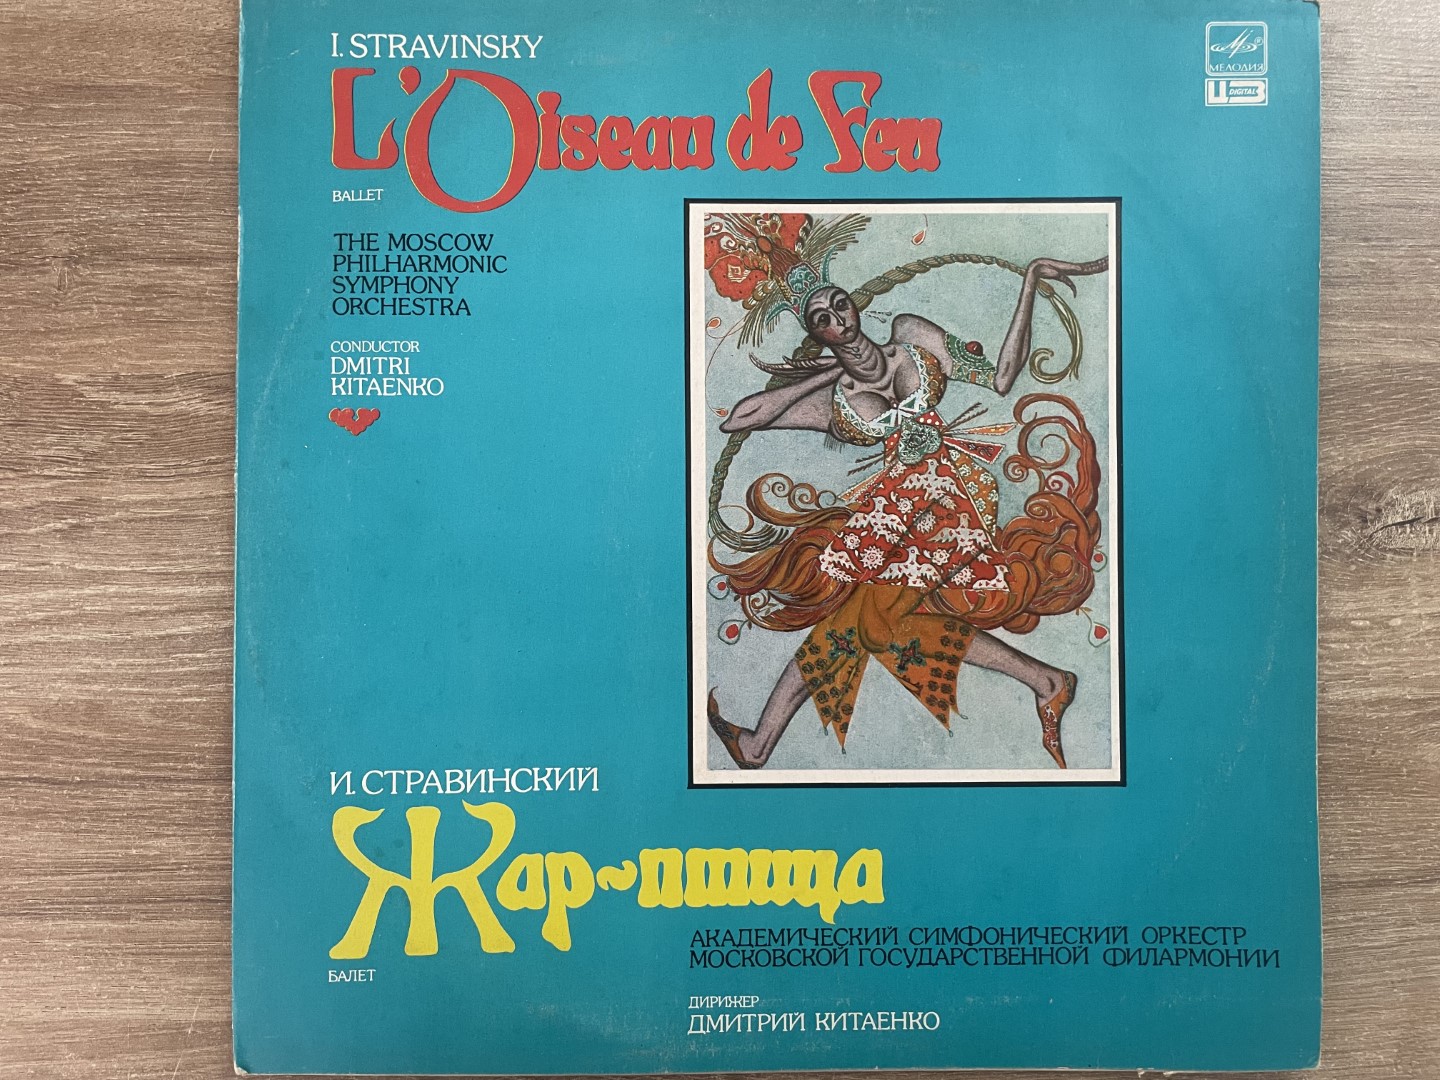 I. STRAVINSKY
L'Oiseau de Feu
BALLET
THE MOSCOW
PHILHARMONIC
SYMPHONY
ORCHESTRA
CONDUCTOR
DMITRI
KITAENKO
МЕЛОДИЯ
ЦЗ DIGITAL
И. СТРАВИНСКИЙ
Жар-птица
БАЛЕТ
АКАДЕМИЧЕСКИЙ СИМФОНИЧЕСКИЙ ОРКЕСТР
МОСКОВСКОЙ ГОСУДАРСТВЕННОЙ ФИЛАРМОНИИ
ДИРИЖЕР
ДМИТРИЙ КИТАЕНКО